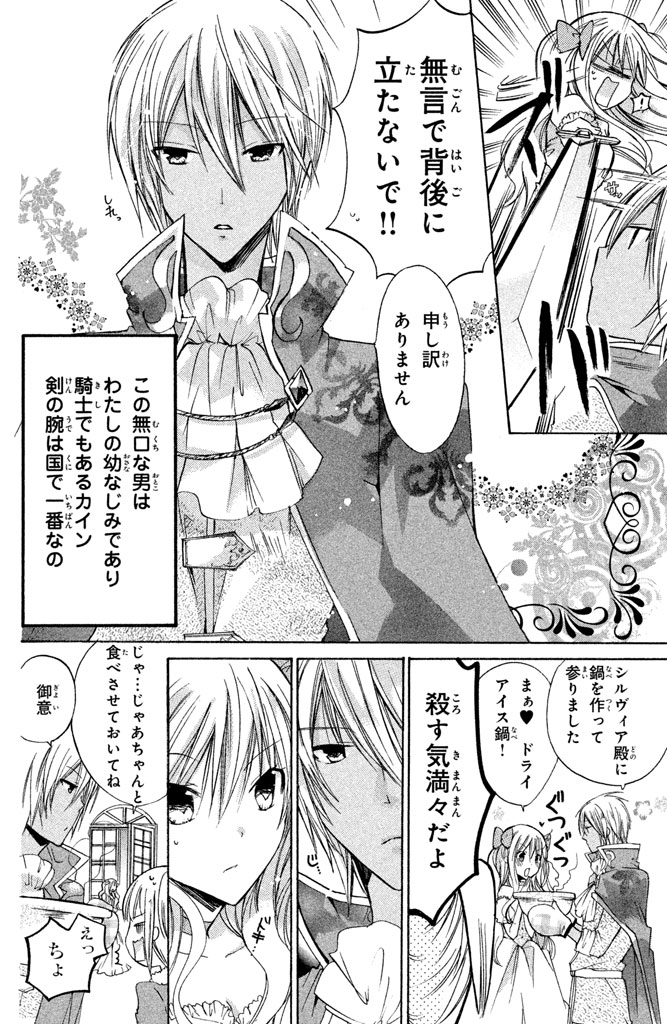 無言で背後に
立たないで!!
しれっ
申し訳
ありません
この無口な男は
わたしの幼なじみであり
騎士でもあるカイン
剣の腕は国で一番なの
シルヴィア殿に
鍋を作って
参りました
まぁ♥ ドライ
アイス鍋!
ぐつぐつ
殺す気満々だよ
じゃ…じゃあちゃんと
食べさせておいてね
御意
えっ
ちょ